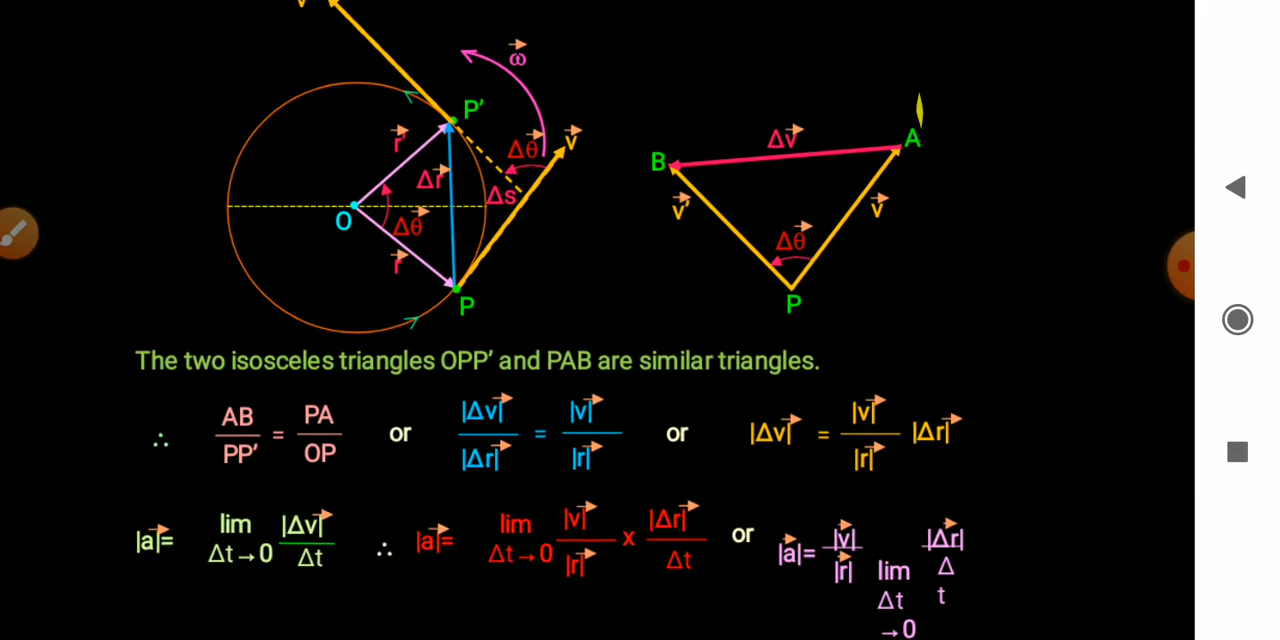 v
ω⃗
P'
r⃗'
Δr⃗
Δθ⃗
v⃗
Δs
O
Δθ⃗
r⃗
P
Δv⃗
A
B
v⃗'
v⃗
Δθ⃗
P
The two isosceles triangles OPP' and PAB are similar triangles.
∴ AB/PP' = PA/OP or |Δv⃗|/|Δr⃗| = |v⃗|/|r⃗| or |Δv⃗| = |v⃗|/|r⃗| |Δr⃗|
|a⃗|= lim Δt→0 |Δv⃗|/Δt ∴ |a⃗|= lim Δt→0 |v⃗|/|r⃗| x |Δr⃗|/Δt or |a⃗|= |v⃗|/|r⃗| lim Δt →0 |Δr⃗|/Δt